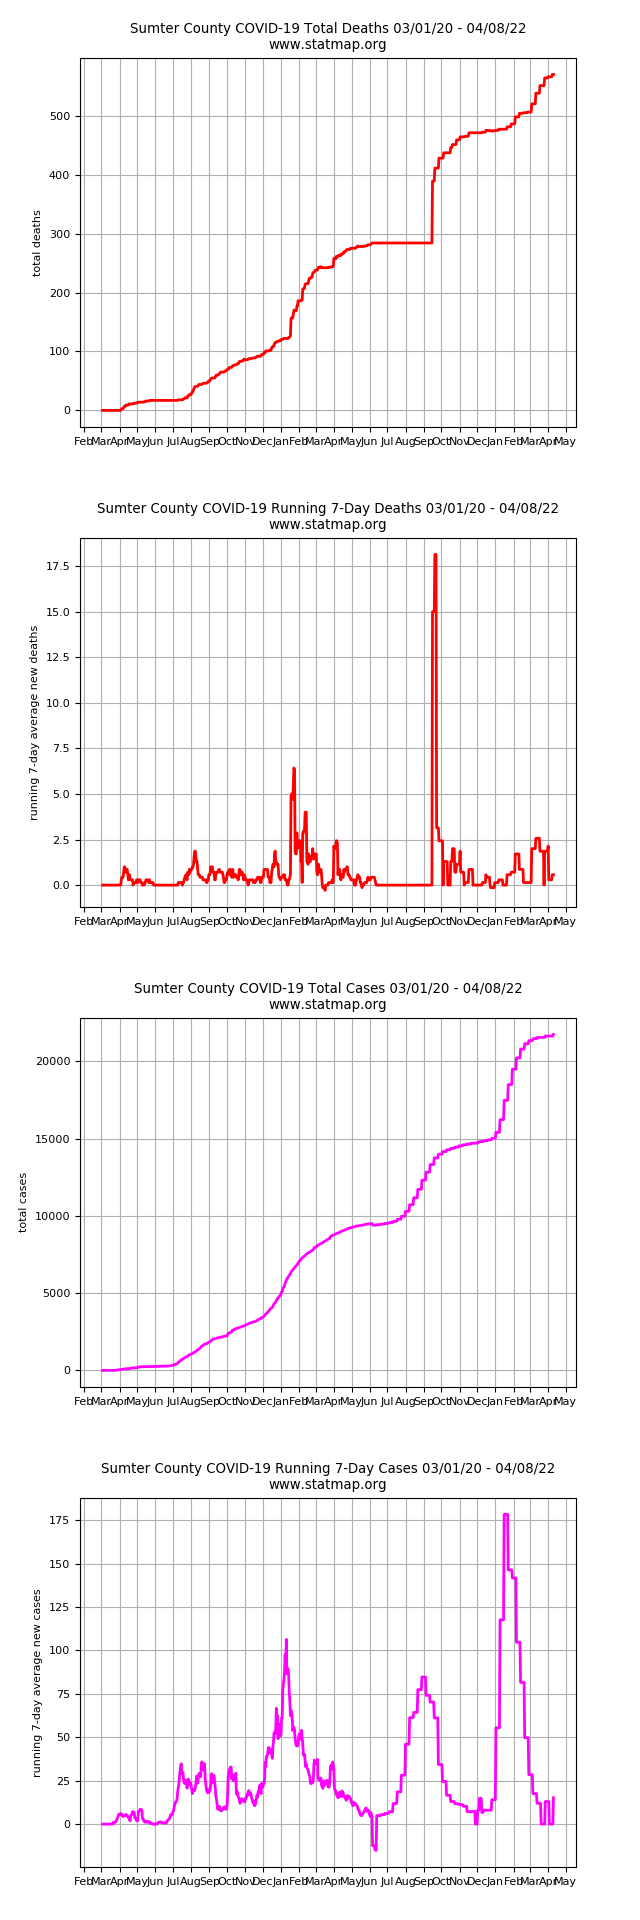 Sumter County COVID-19 Total Deaths 03/01/20 - 04/08/22
www.statmap.org
500
400
300
200
100
0
total deaths
Feb Mar Apr May Jun Jul Aug Sep Oct Nov Dec Jan Feb Mar Apr May Jun Jul Aug Sep Oct Nov Dec Jan Feb Mar Apr May
Sumter County COVID-19 Running 7-Day Deaths 03/01/20 - 04/08/22
www.statmap.org
17.5
15.0
12.5
10.0
7.5
5.0
2.5
0.0
running 7-day average new deaths
Feb Mar Apr May Jun Jul Aug Sep Oct Nov Dec Jan Feb Mar Apr May Jun Jul Aug Sep Oct Nov Dec Jan Feb Mar Apr May
Sumter County COVID-19 Total Cases 03/01/20 - 04/08/22
www.statmap.org
20000
15000
10000
5000
0
total cases
Feb Mar Apr May Jun Jul Aug Sep Oct Nov Dec Jan Feb Mar Apr May Jun Jul Aug Sep Oct Nov Dec Jan Feb Mar Apr May
Sumter County COVID-19 Running 7-Day Cases 03/01/20 - 04/08/22
www.statmap.org
175
150
125
100
75
50
25
0
running 7-day average new cases
Feb Mar Apr May Jun Jul Aug Sep Oct Nov Dec Jan Feb Mar Apr May Jun Jul Aug Sep Oct Nov Dec Jan Feb Mar Apr May